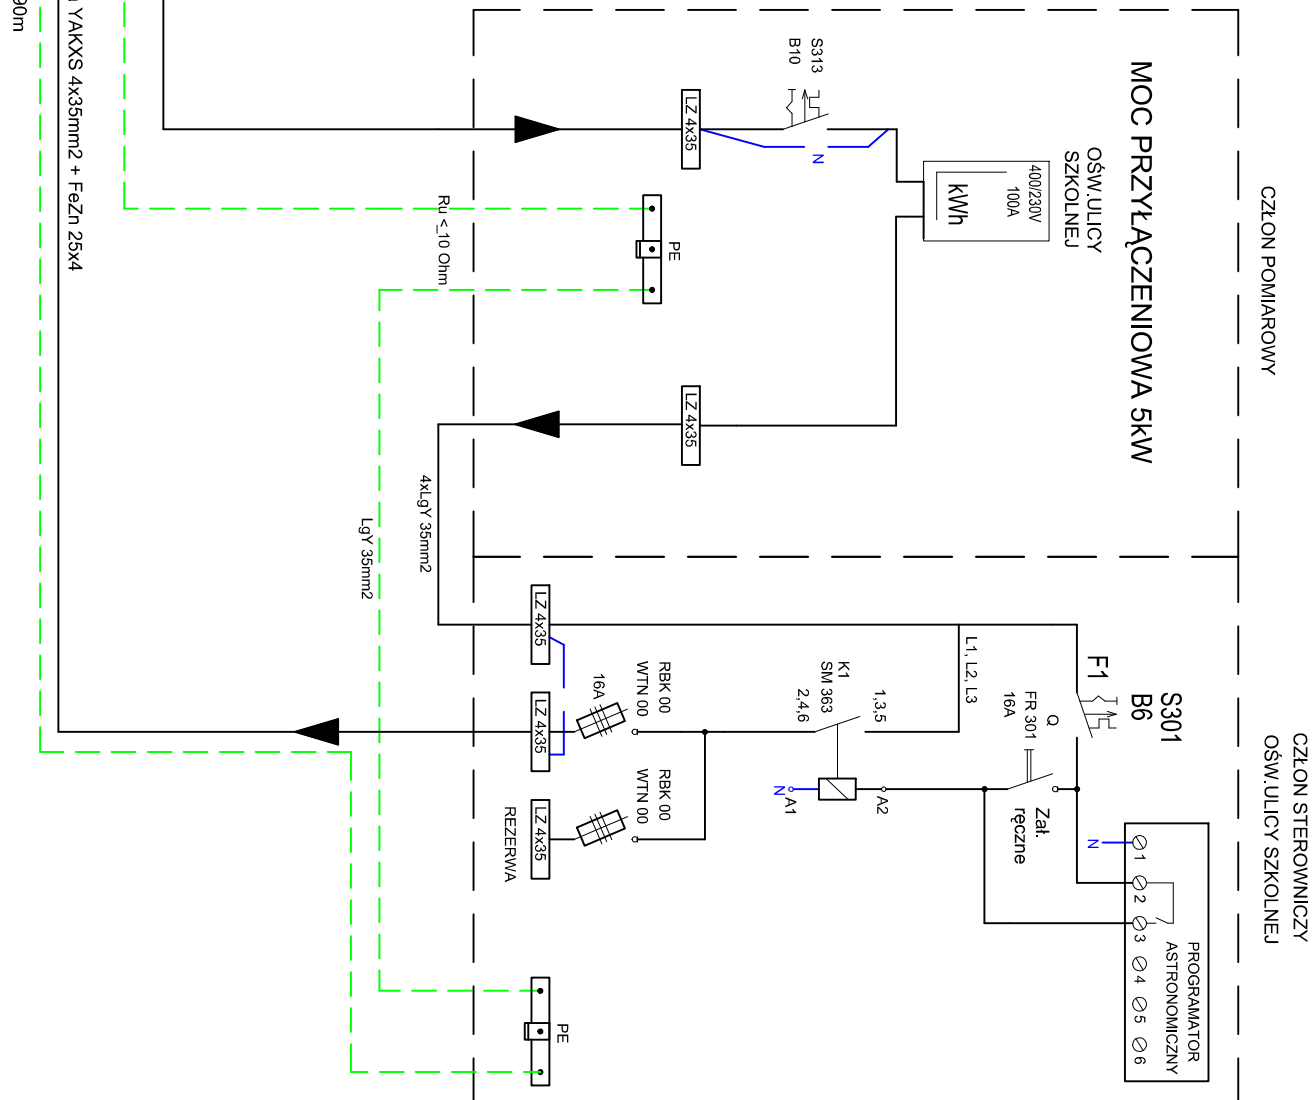 CZŁON POMIAROWY
CZŁON STEROWNICZY
OŚW.ULICY SZKOLNEJ
MOC PRZYŁĄCZENIOWA 5kW
OŚW.ULICY
SZKOLNEJ
400/230V
100A
kWh
S313
B10
N
LZ 4x35
PE
Ru <_10 Ohm
LZ 4x35
4xLgY 35mm2
LgY 35mm2
YAKXS 4x35mm2 + FeZn 25x4
90m
S301
B6
F1
Q
FR 301
16A
Zał.
ręczne
L1, L2, L3
K1
SM 363
1,3,5
2,4,6
A2
A1
N
RBK 00
WTN 00
16A
RBK 00
WTN 00
LZ 4x35
LZ 4x35
LZ 4x35
REZERWA
PROGRAMATOR
ASTRONOMICZNY
1 2 3 4 5 6
N
PE